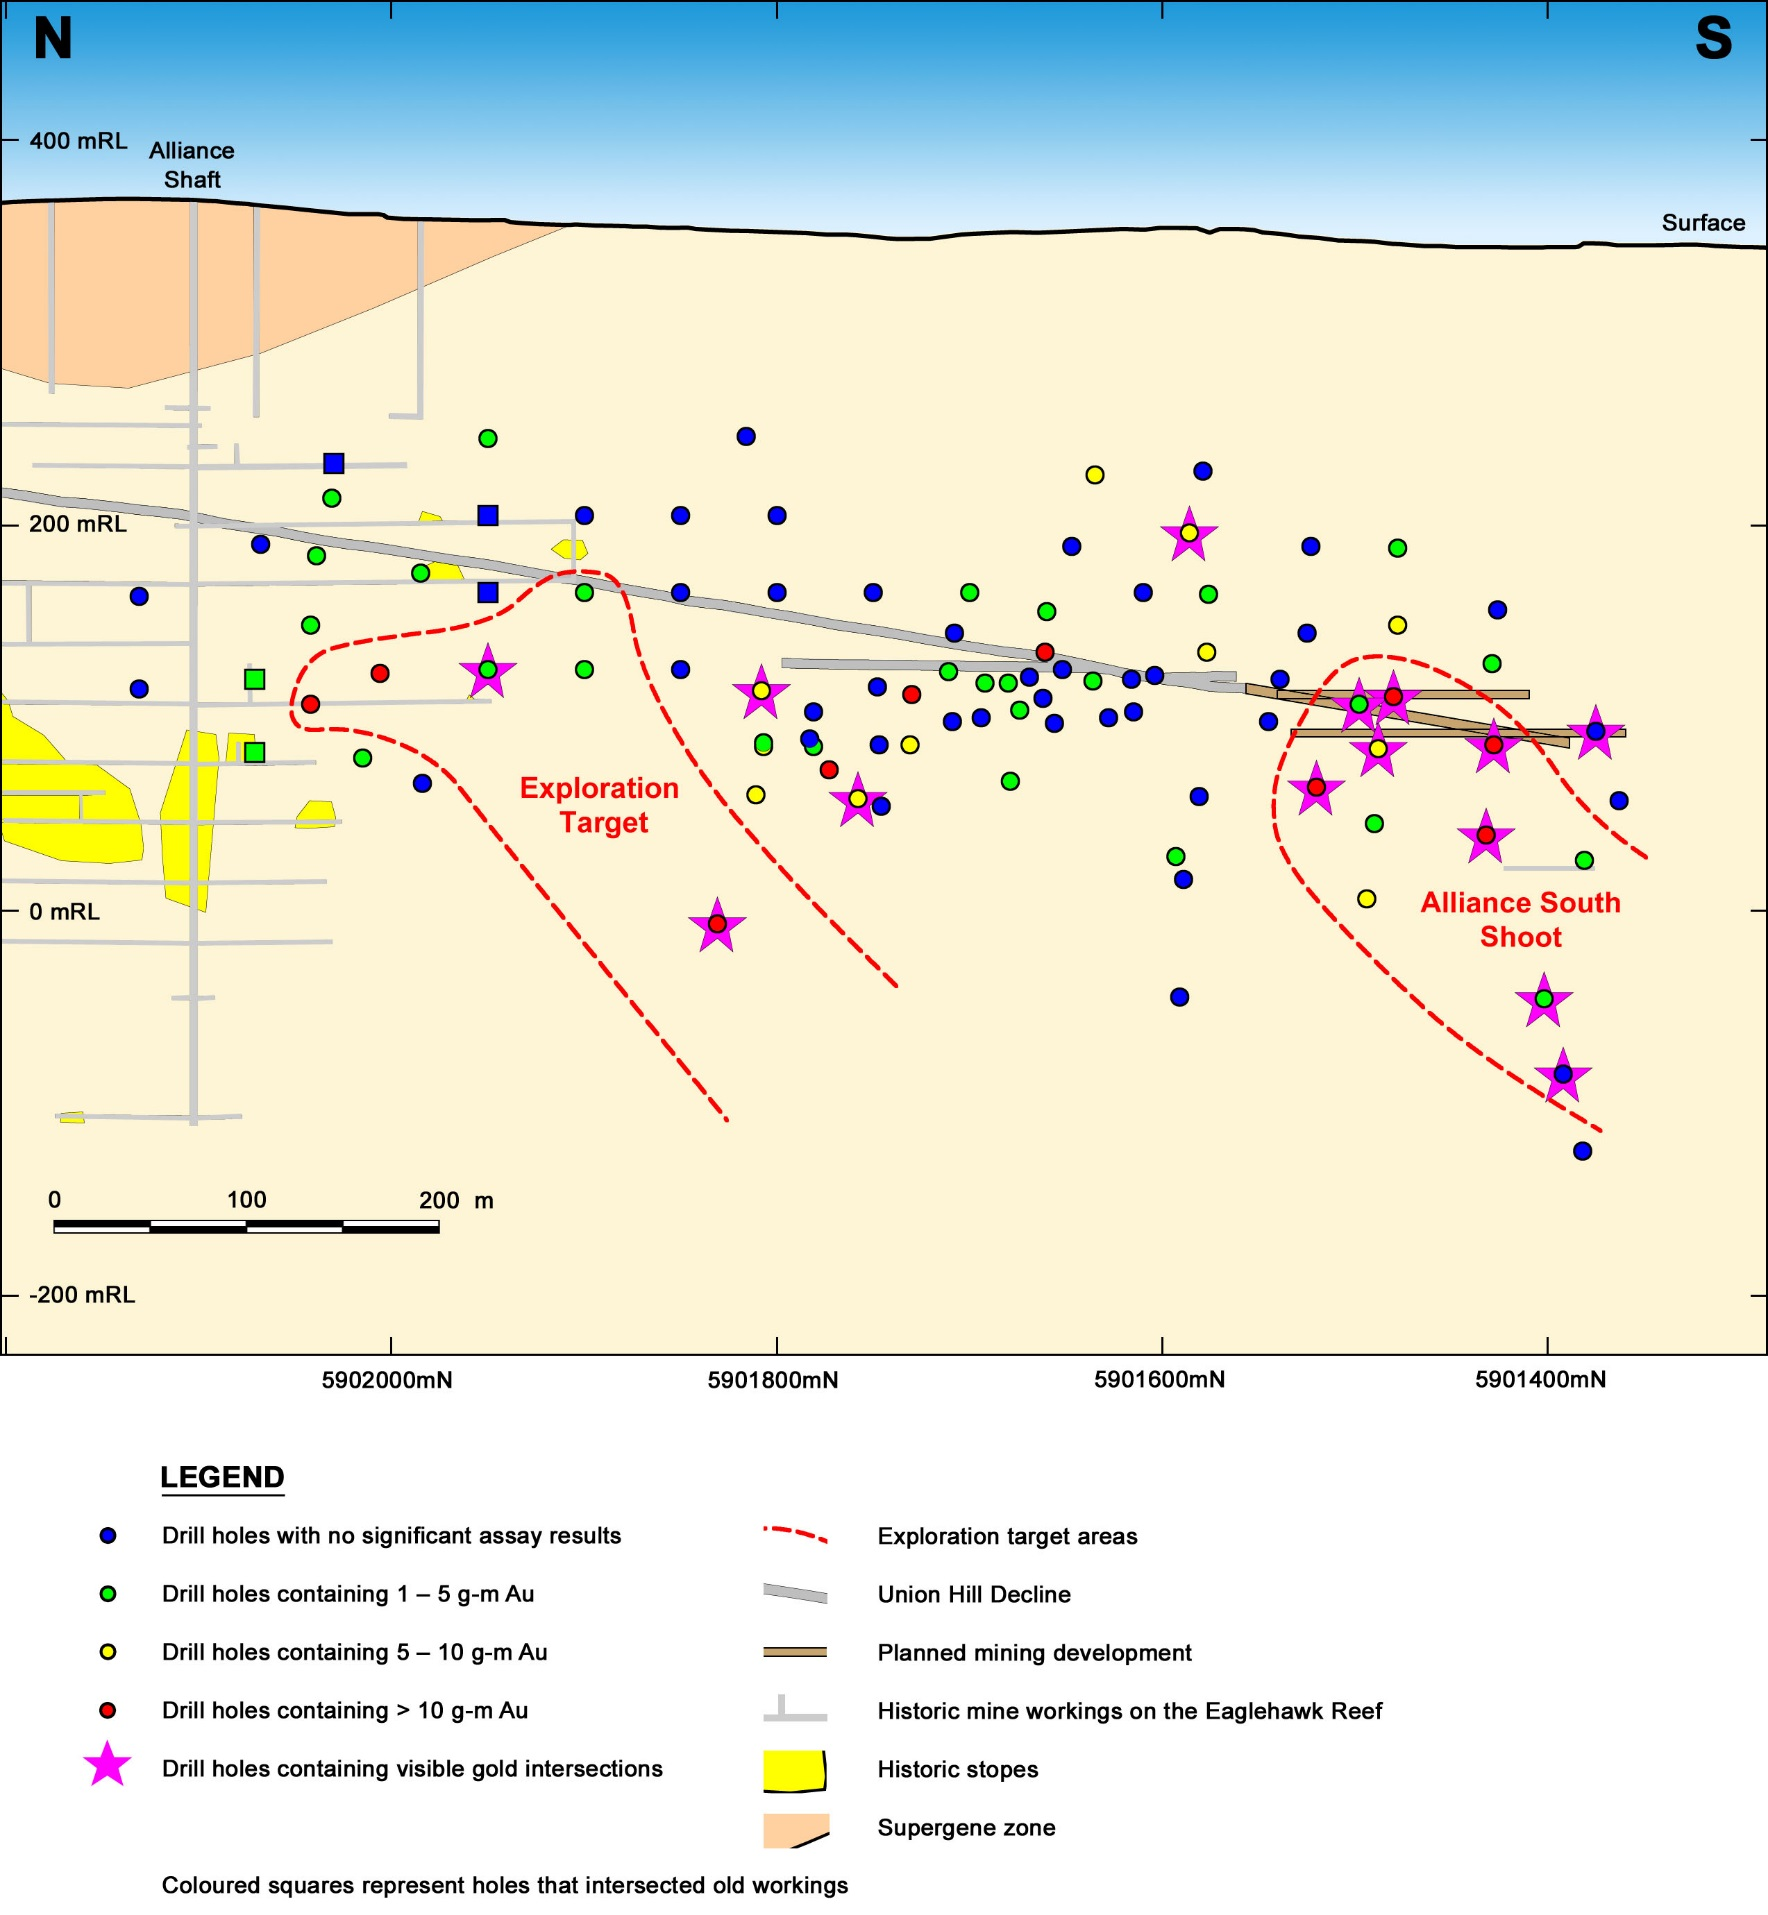 N
S
400 mRL
Alliance
Shaft
Surface
200 mRL
Exploration
Target
0 mRL
Alliance South
Shoot
0 100 200 m
-200 mRL
5902000mN 5901800mN 5901600mN 5901400mN
LEGEND
Drill holes with no significant assay results
Drill holes containing 1 – 5 g-m Au
Drill holes containing 5 – 10 g-m Au
Drill holes containing > 10 g-m Au
Drill holes containing visible gold intersections
Exploration target areas
Union Hill Decline
Planned mining development
Historic mine workings on the Eaglehawk Reef
Historic stopes
Supergene zone
Coloured squares represent holes that intersected old workings